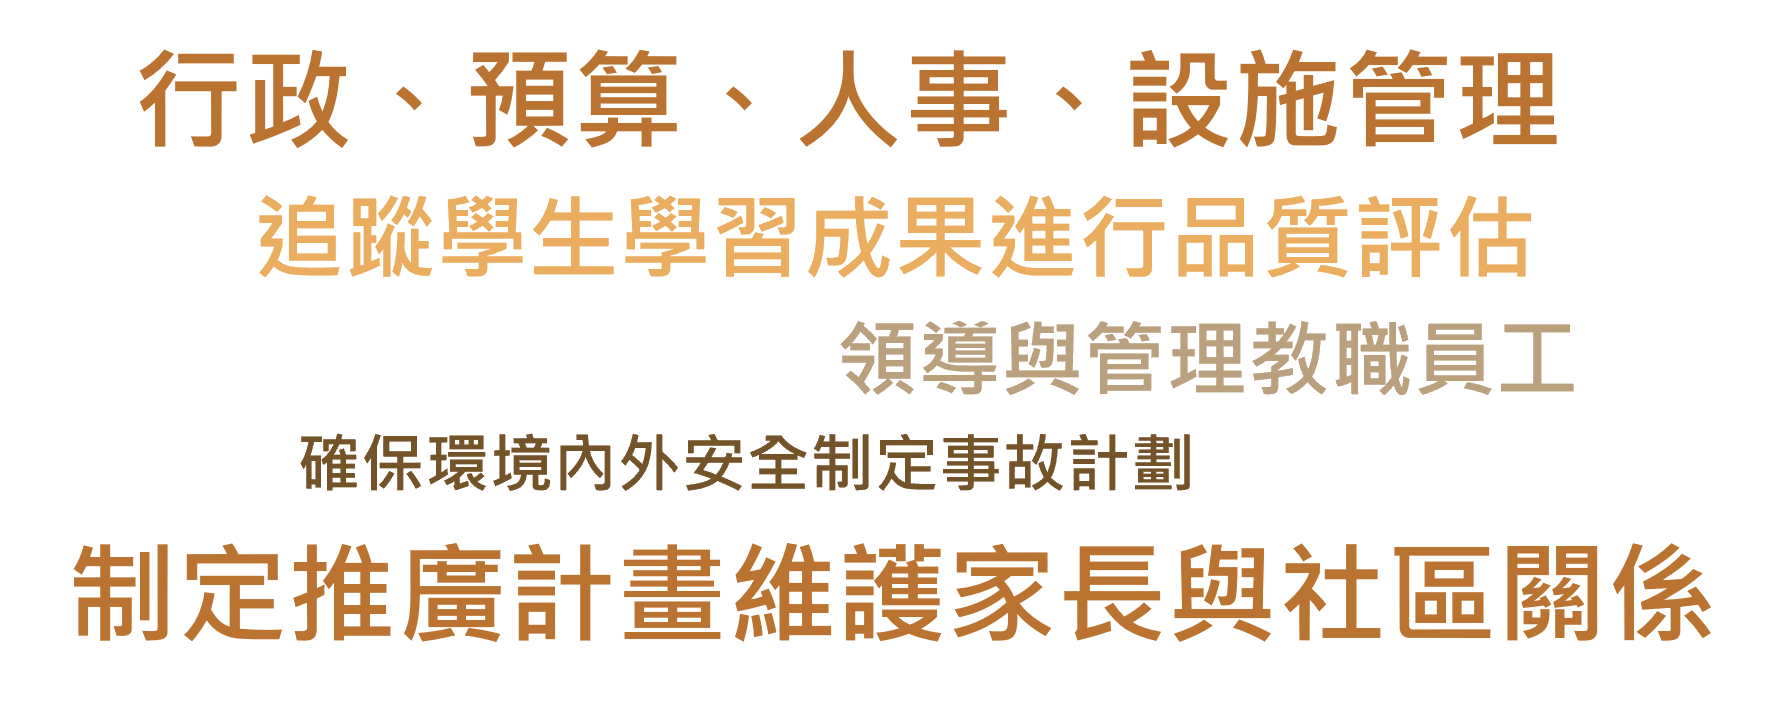 行政、預算、人事、設施管理
追蹤學生學習成果進行品質評估
領導與管理教職員工
確保環境內外安全制定事故計劃
制定推廣計畫維護家長與社區關係